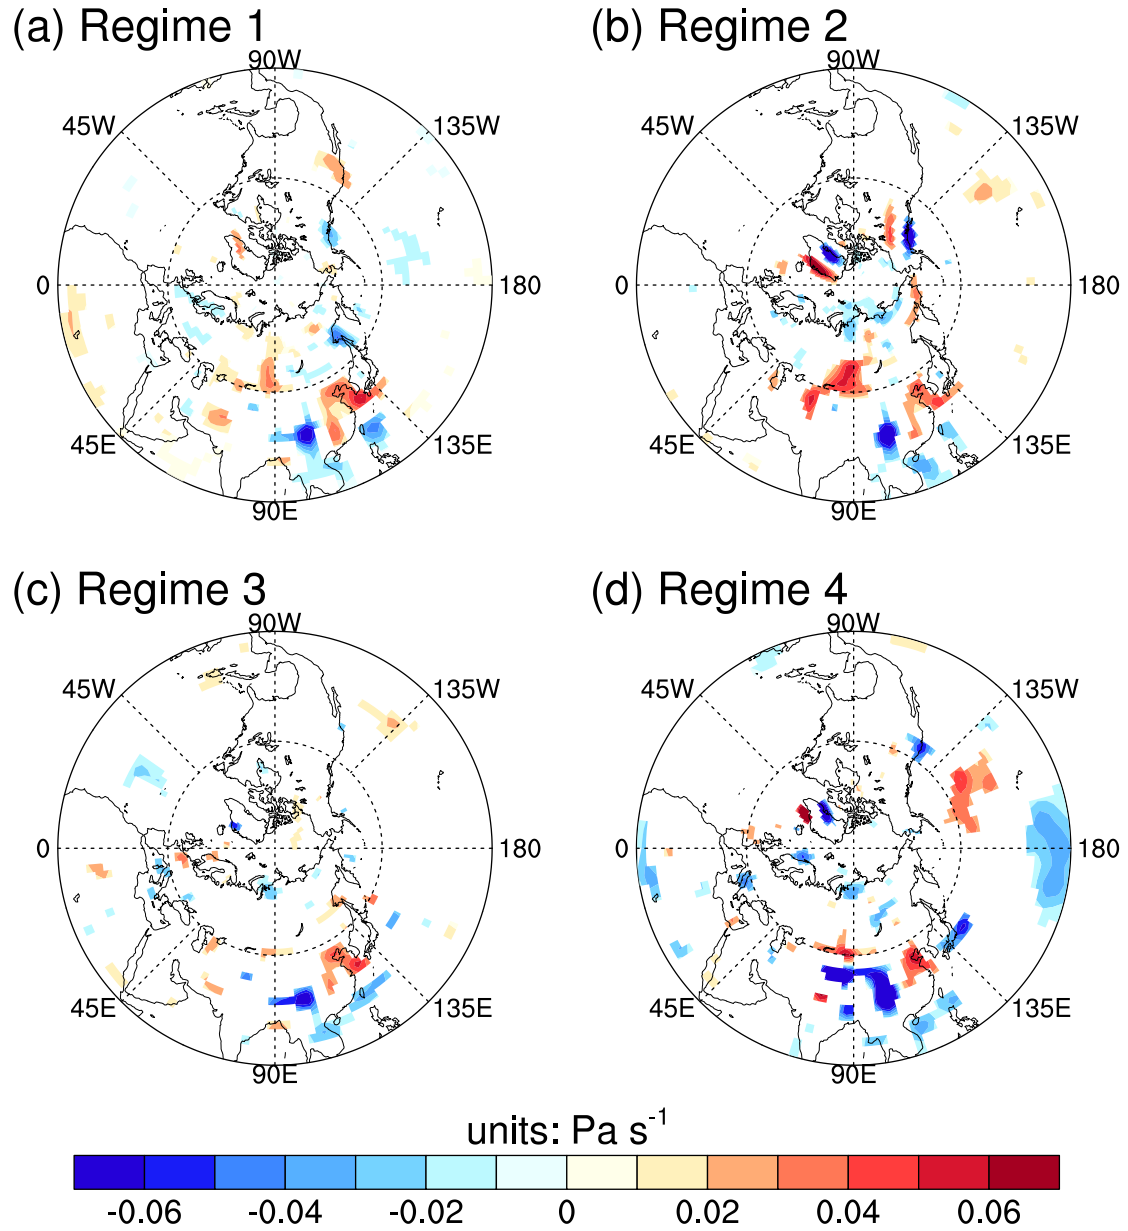 (a) Regime 1
(b) Regime 2
90W
90W
45W
135W
45W
135W
0
180
0
180
45E
135E
45E
135E
90E
90E
(c) Regime 3
(d) Regime 4
90W
90W
45W
135W
45W
135W
0
180
0
180
45E
135E
45E
135E
90E
90E
units: Pa s⁻¹
-0.06 -0.04 -0.02 0 0.02 0.04 0.06